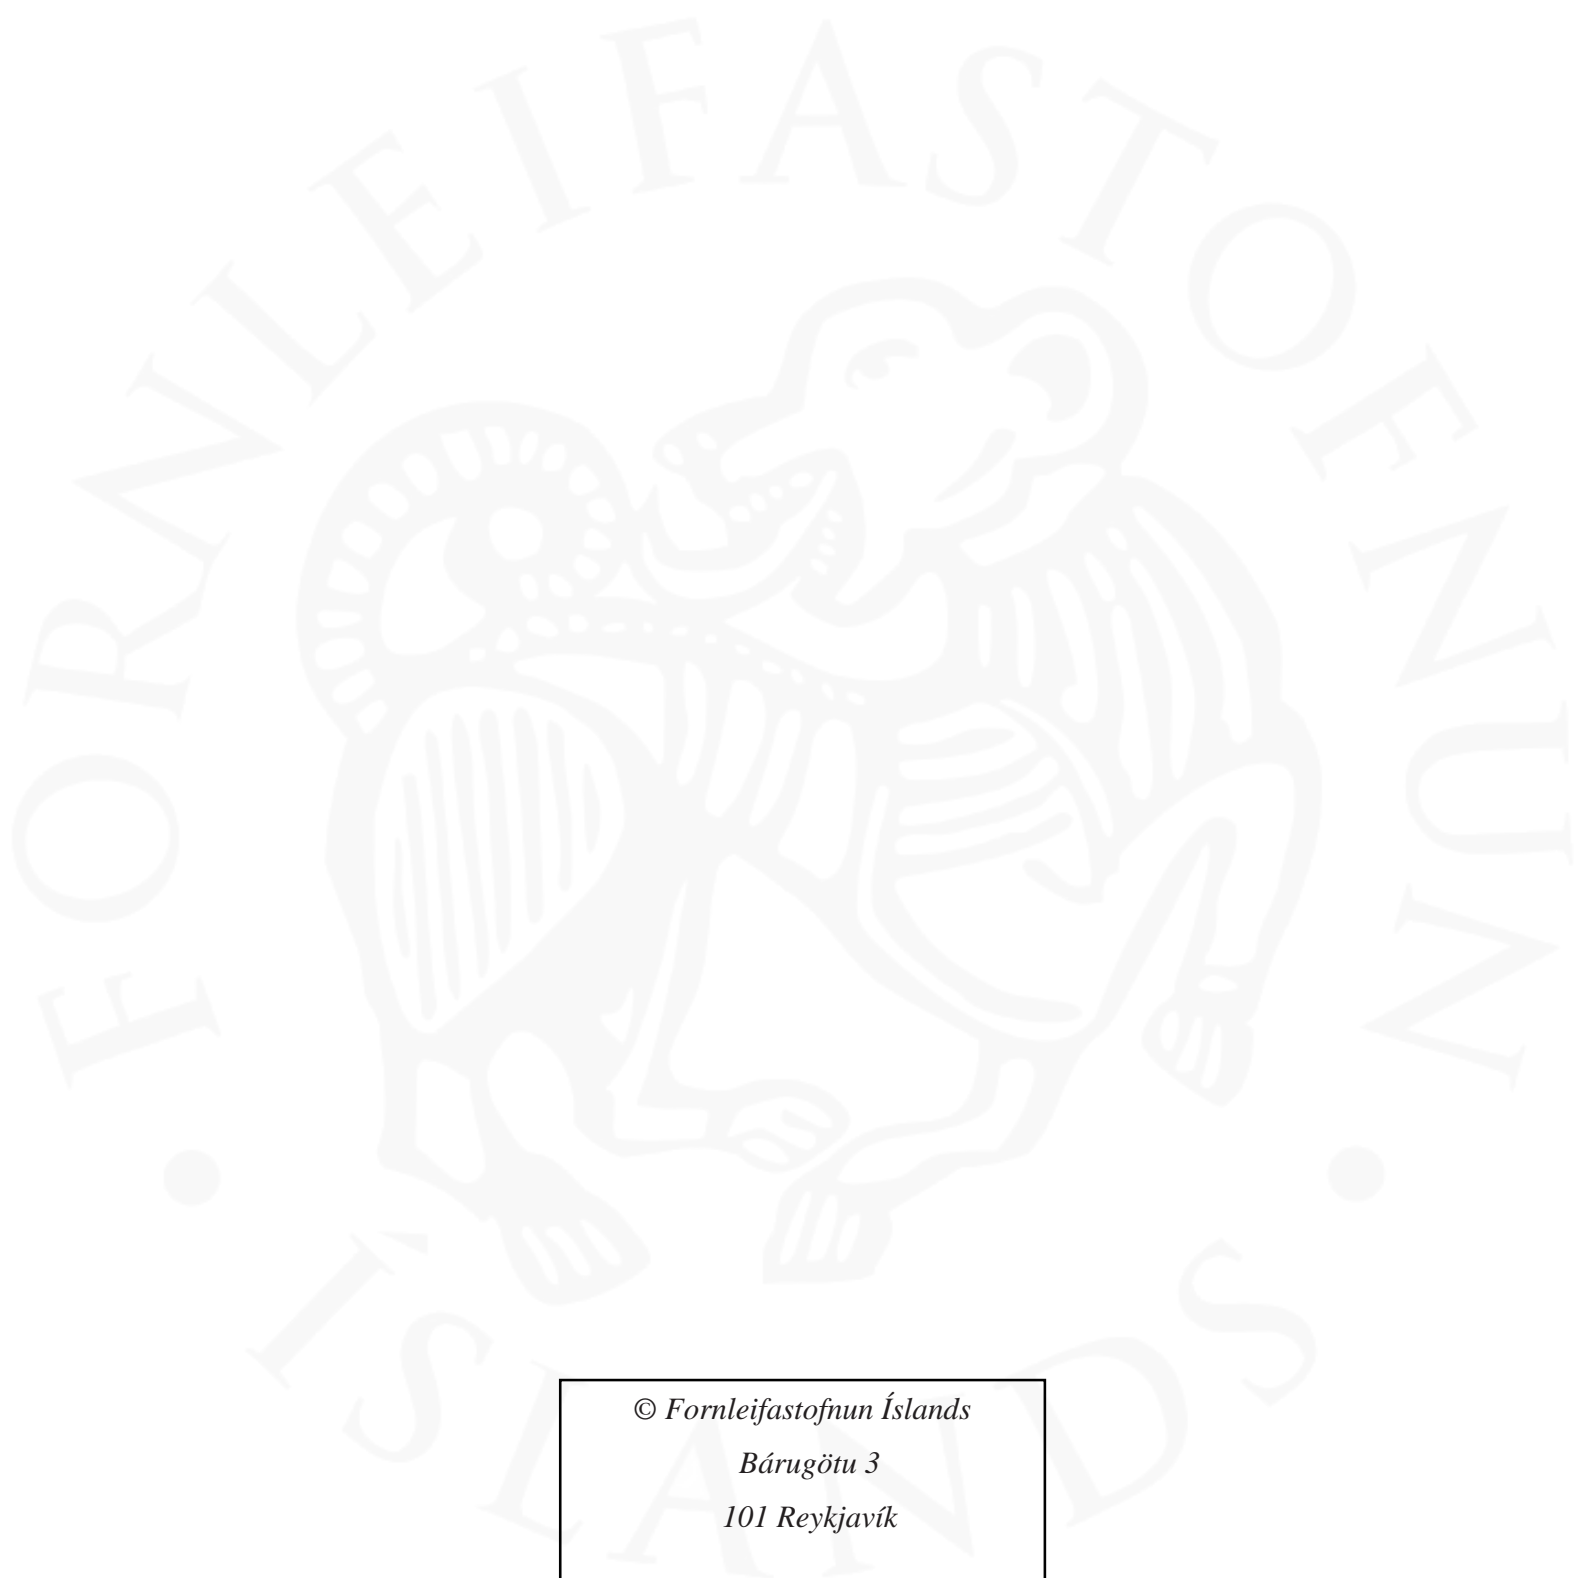 FORNLEIFASTOFNUN
ÍSLANDS
© Fornleifastofnun Íslands
Bárugötu 3
101 Reykjavík